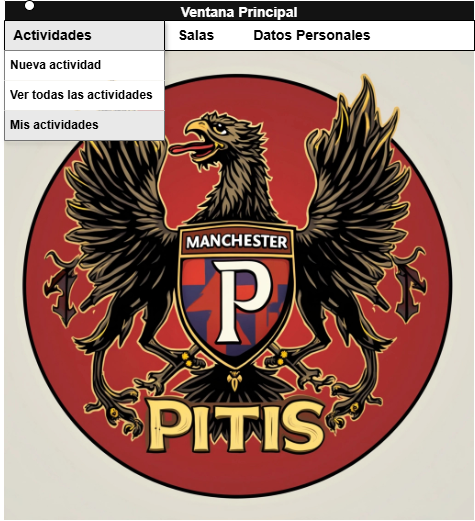 Ventana Principal
Actividades Salas Datos Personales
Nueva actividad
Ver todas las actividades
Mis actividades
MANCHESTER
P
PITIS